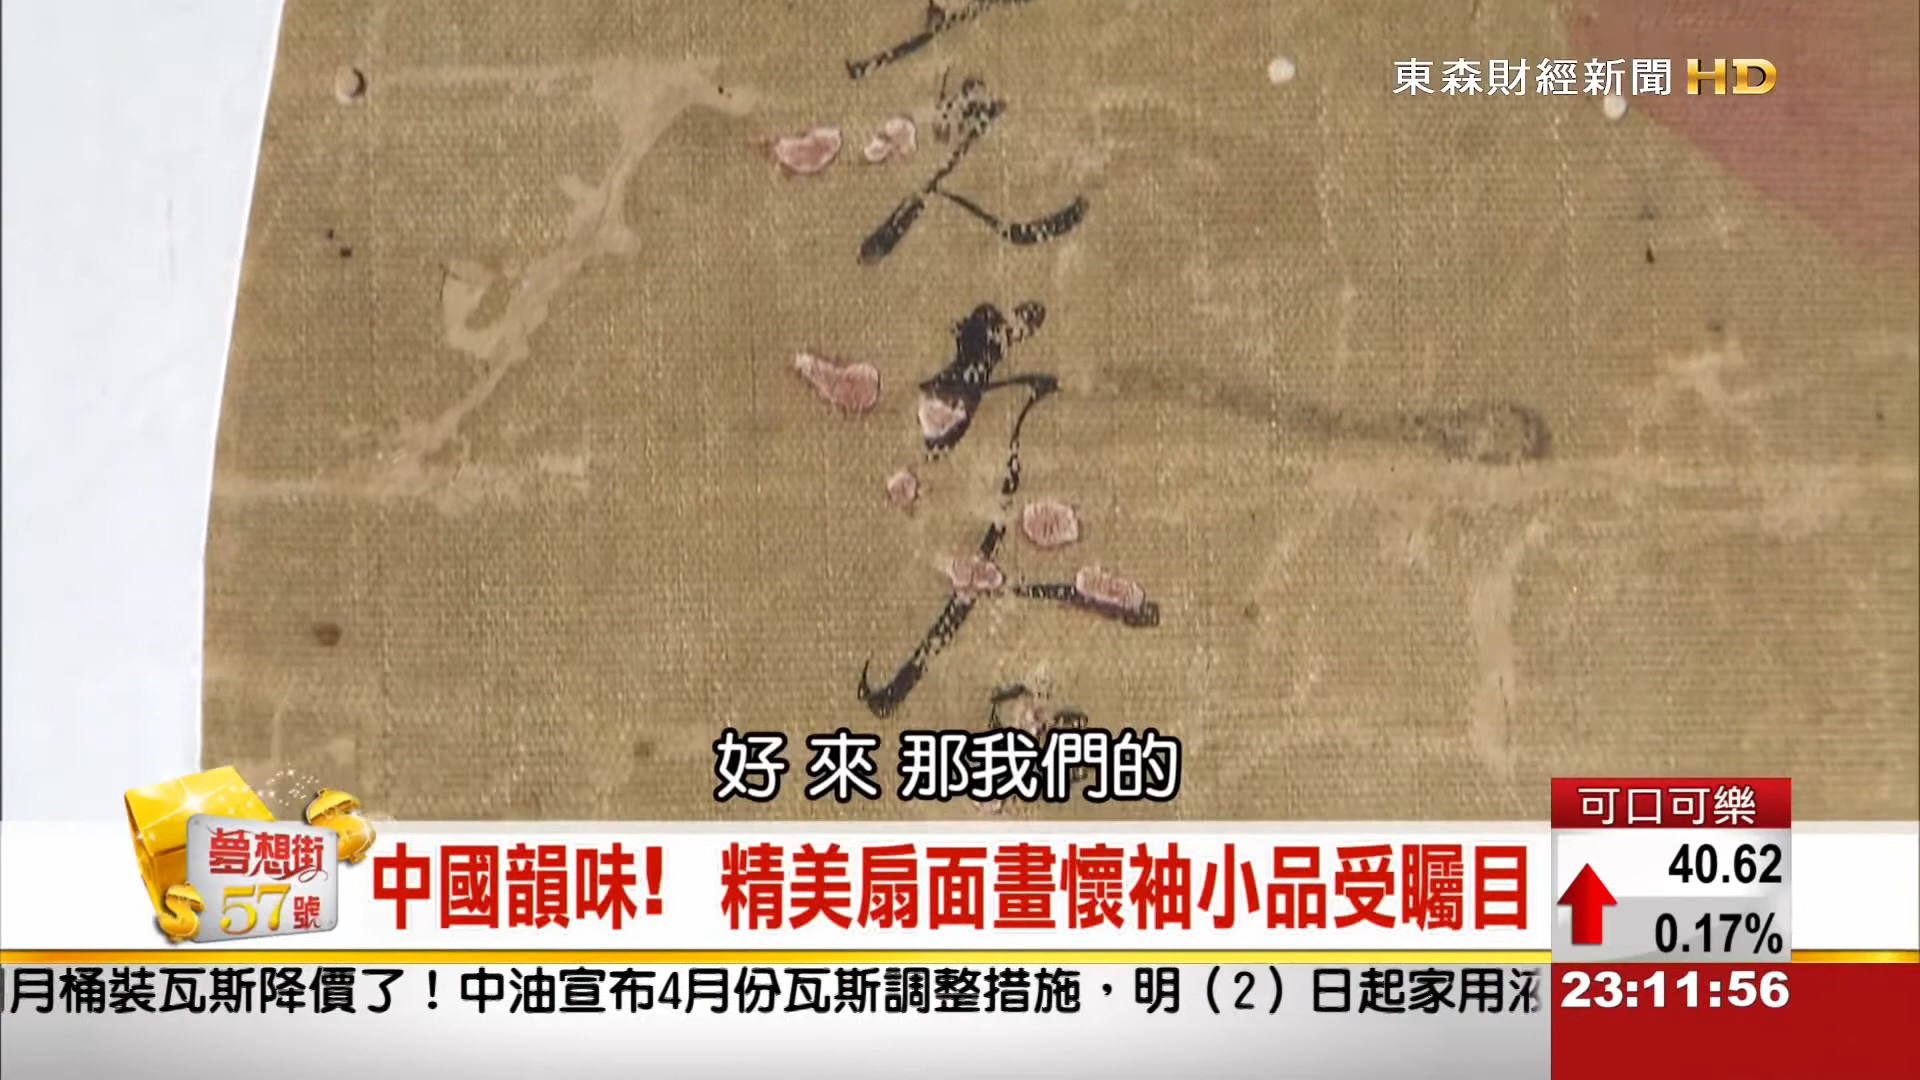 東森財經新聞HD
好 來 那我們的
夢想街
57號
中國韻味! 精美扇面畫懷袖小品受矚目
可口可樂
40.62
0.17%
月桶裝瓦斯降價了！中油宣布4月份瓦斯調整措施，明（2）日起家用液
23:11:56